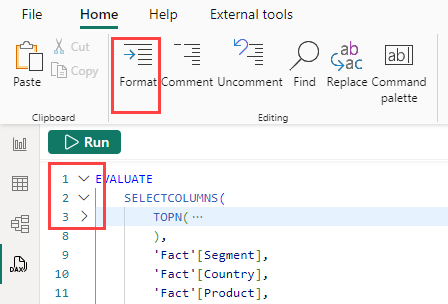 File Home Help External tools
Paste Cut Copy Format Comment Uncomment Find Replace Command palette
Clipboard Editing
Run
1 EVALUATE
2 SELECTCOLUMNS(
3 TOPN( ...
8 ),
9 'Fact'[Segment],
10 'Fact'[Country],
11 'Fact'[Product],
DAX